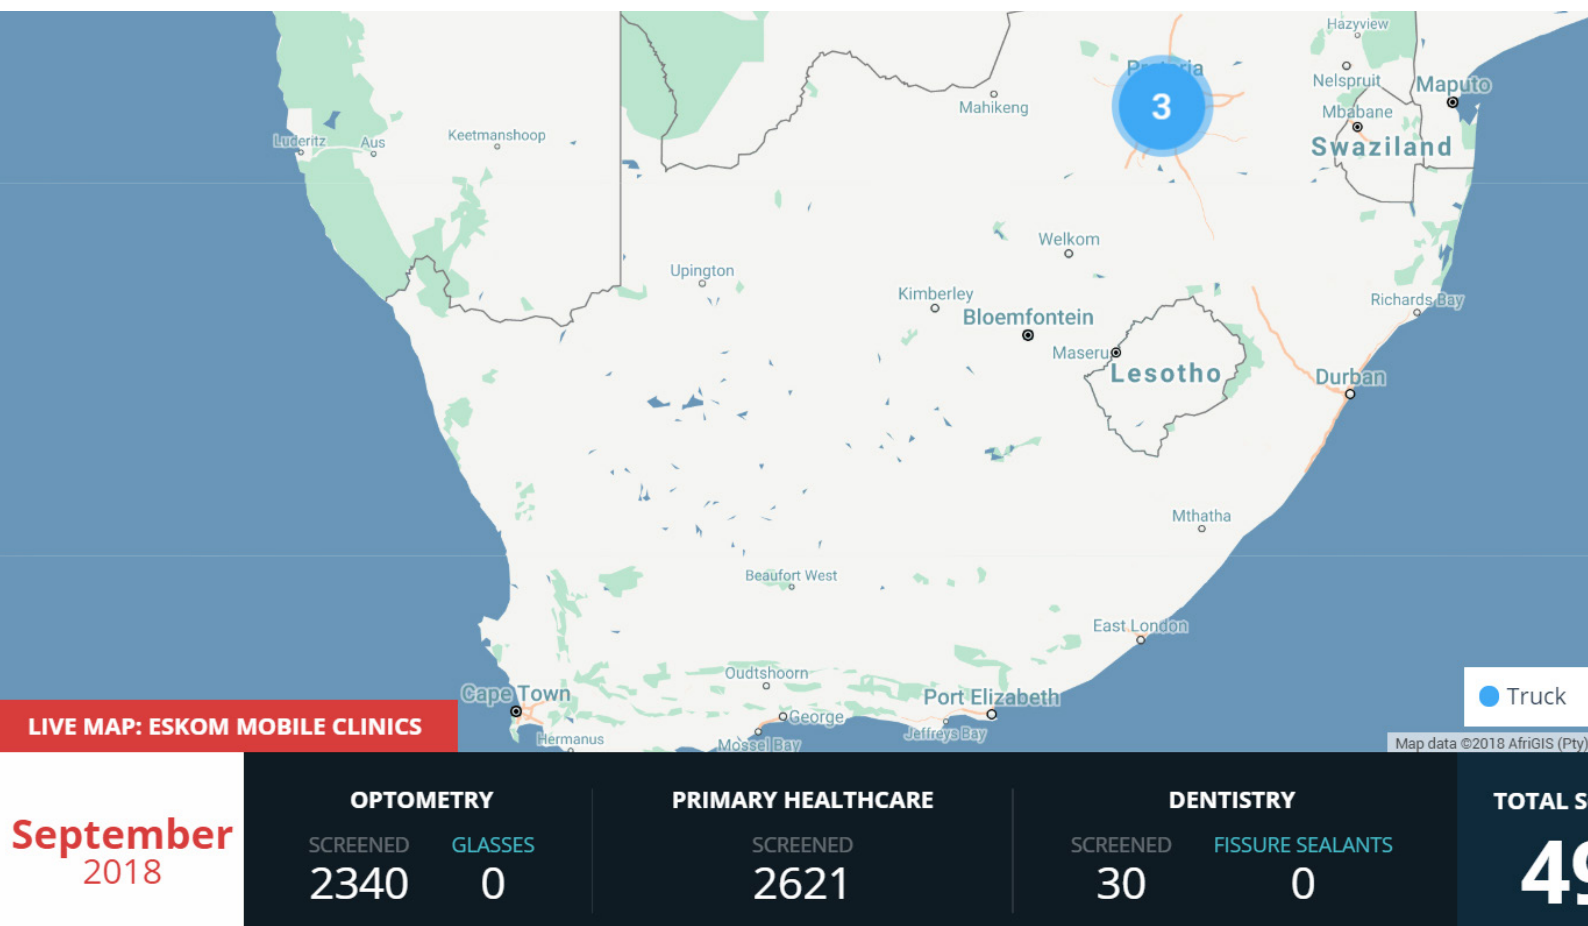 Hazyview
Pretoria
Nelspruit
Maputo
3
Mahikeng
Mbabane
Luderitz
Aus
Keetmanshoop
Swaziland
Welkom
Upington
Kimberley
Richards Bay
Bloemfontein
Maseru
Lesotho
Durban
Mthatha
Beaufort West
East London
Oudtshoorn
Cape Town
Port Elizabeth
Truck
George
LIVE MAP: ESKOM MOBILE CLINICS
Jeffreys Bay
Hermanus
Mossel Bay
Map data ©2018 AfriGIS (Pty)
September
2018
OPTOMETRY
SCREENED GLASSES
2340 0
PRIMARY HEALTHCARE
SCREENED
2621
DENTISTRY
SCREENED FISSURE SEALANTS
30 0
TOTAL S
49